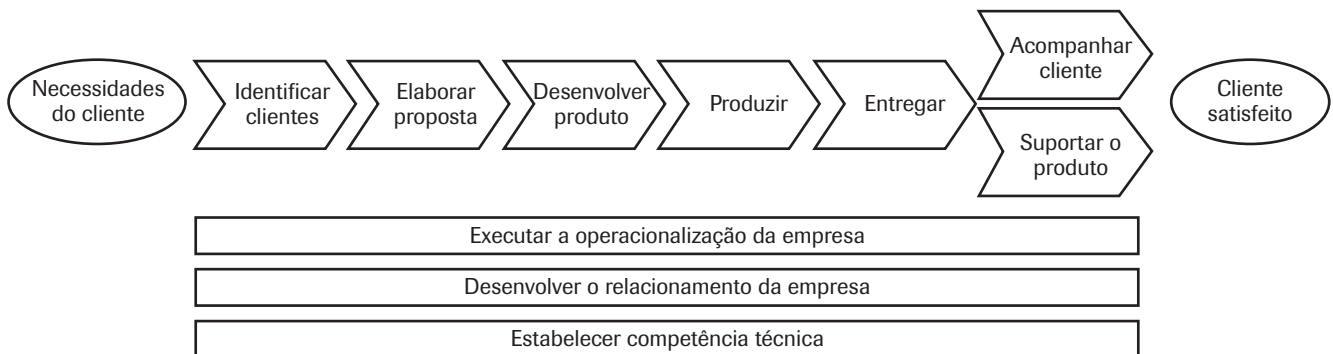 Necessidades
do cliente
Identificar
clientes
Elaborar
proposta
Desenvolver
produto
Produzir
Entregar
Acompanhar
cliente
Suportar o
produto
Cliente
satisfeito
Executar a operacionalização da empresa
Desenvolver o relacionamento da empresa
Estabelecer competência técnica